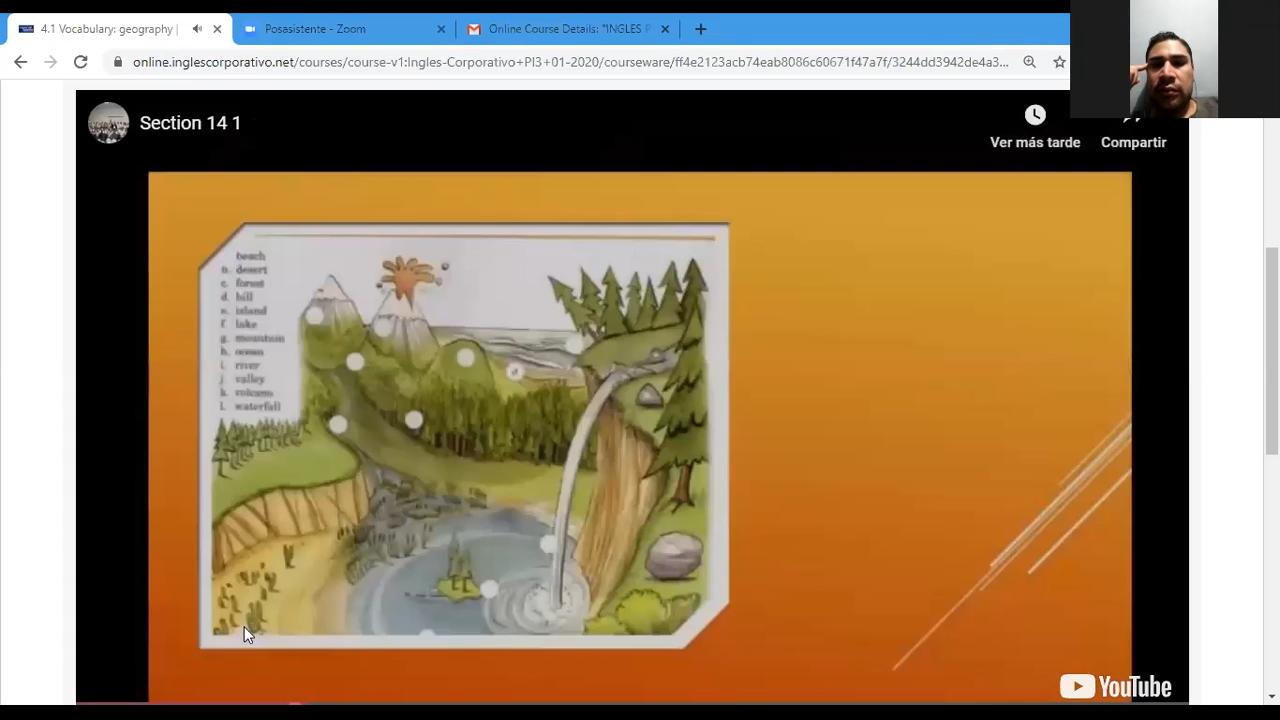 4.1 Vocabulary: geography |
Posasistente - Zoom
Online Course Details: "INGLES P
online.inglescorporativo.net/courses/course-v1:Ingles-Corporativo+PI3+01-2020/courseware/ff4e2123acb74eab8086c60671f47a7f/3244dd3942de4a3...
Section 14 1
Ver más tarde
Compartir
beach
desert
c. forest
d. hill
island
f. lake
g. mountain
h. ocean
i. river
j. valley
k. volcano
l. waterfall
YouTube